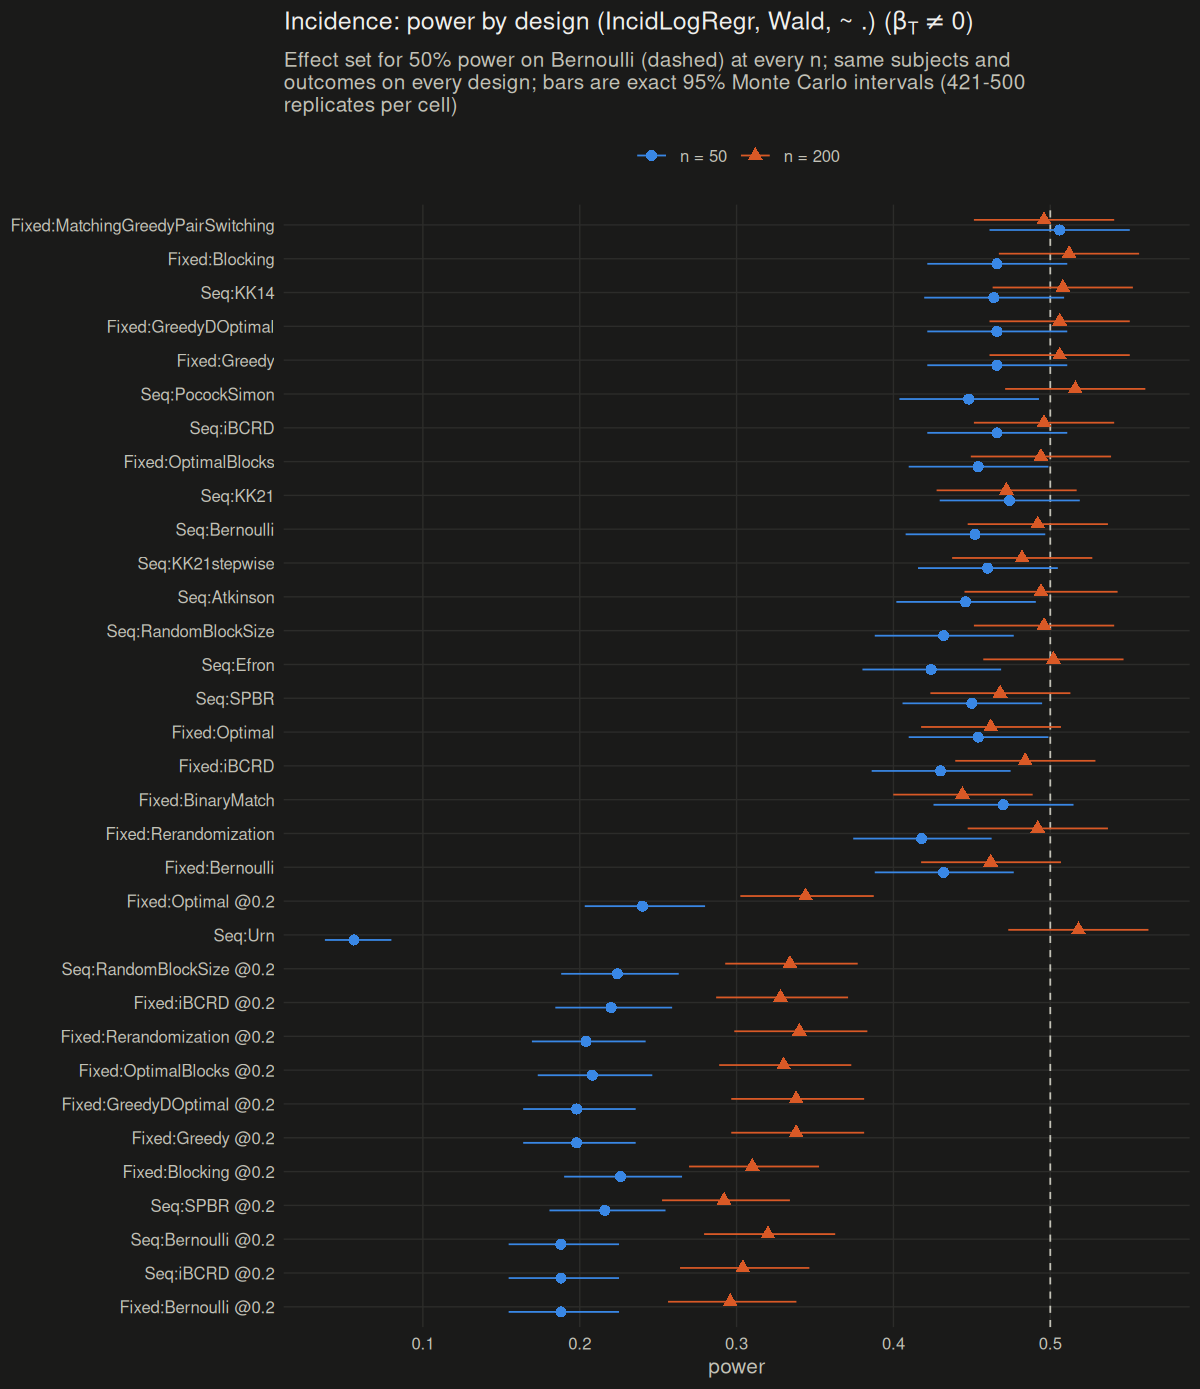 Incidence: power by design (IncidLogRegr, Wald, ~ .) (βT ≠ 0)
Effect set for 50% power on Bernoulli (dashed) at every n; same subjects and
outcomes on every design; bars are exact 95% Monte Carlo intervals (421-500
replicates per cell)
n = 50 n = 200
Fixed:MatchingGreedyPairSwitching
Fixed:Blocking
Seq:KK14
Fixed:GreedyDOptimal
Fixed:Greedy
Seq:PocockSimon
Seq:iBCRD
Fixed:OptimalBlocks
Seq:KK21
Seq:Bernoulli
Seq:KK21stepwise
Seq:Atkinson
Seq:RandomBlockSize
Seq:Efron
Seq:SPBR
Fixed:Optimal
Fixed:iBCRD
Fixed:BinaryMatch
Fixed:Rerandomization
Fixed:Bernoulli
Fixed:Optimal @0.2
Seq:Urn
Seq:RandomBlockSize @0.2
Fixed:iBCRD @0.2
Fixed:Rerandomization @0.2
Fixed:OptimalBlocks @0.2
Fixed:GreedyDOptimal @0.2
Fixed:Greedy @0.2
Fixed:Blocking @0.2
Seq:SPBR @0.2
Seq:Bernoulli @0.2
Seq:iBCRD @0.2
Fixed:Bernoulli @0.2
0.1 0.2 0.3 0.4 0.5
power